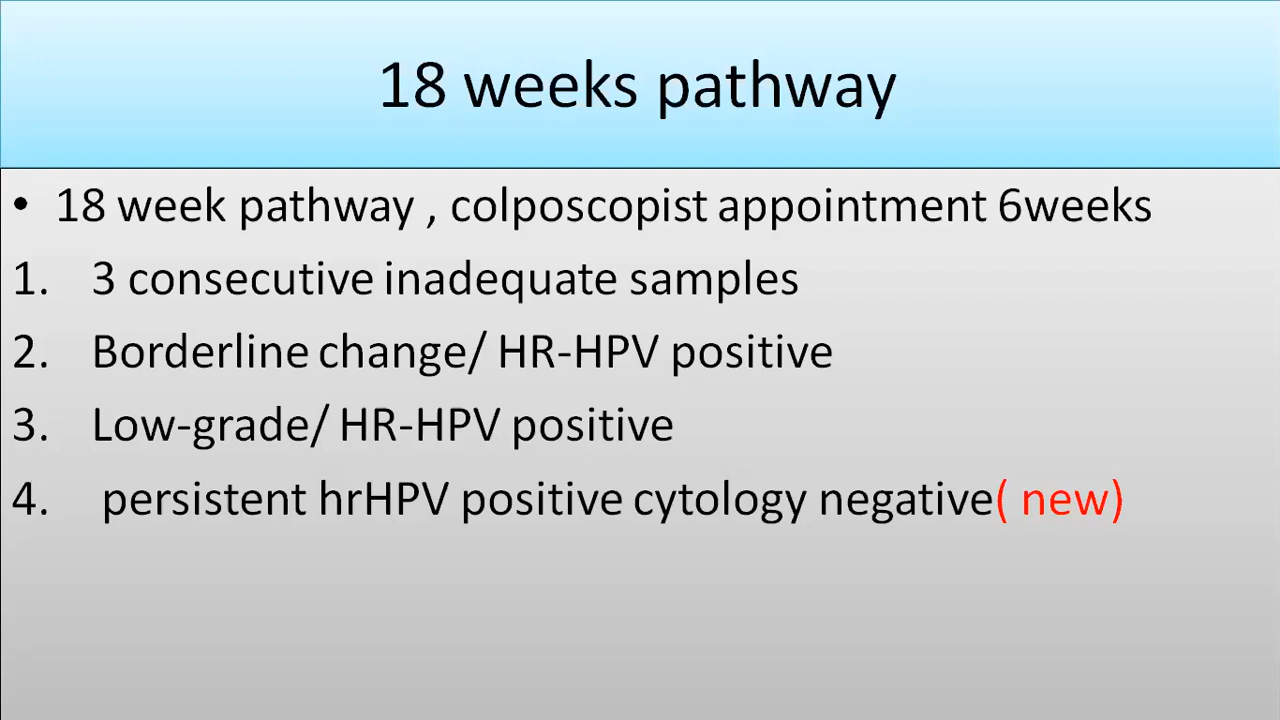 18 weeks pathway
• 18 week pathway , colposcopist appointment 6weeks
1. 3 consecutive inadequate samples
2. Borderline change/ HR-HPV positive
3. Low-grade/ HR-HPV positive
4. persistent hrHPV positive cytology negative( new)